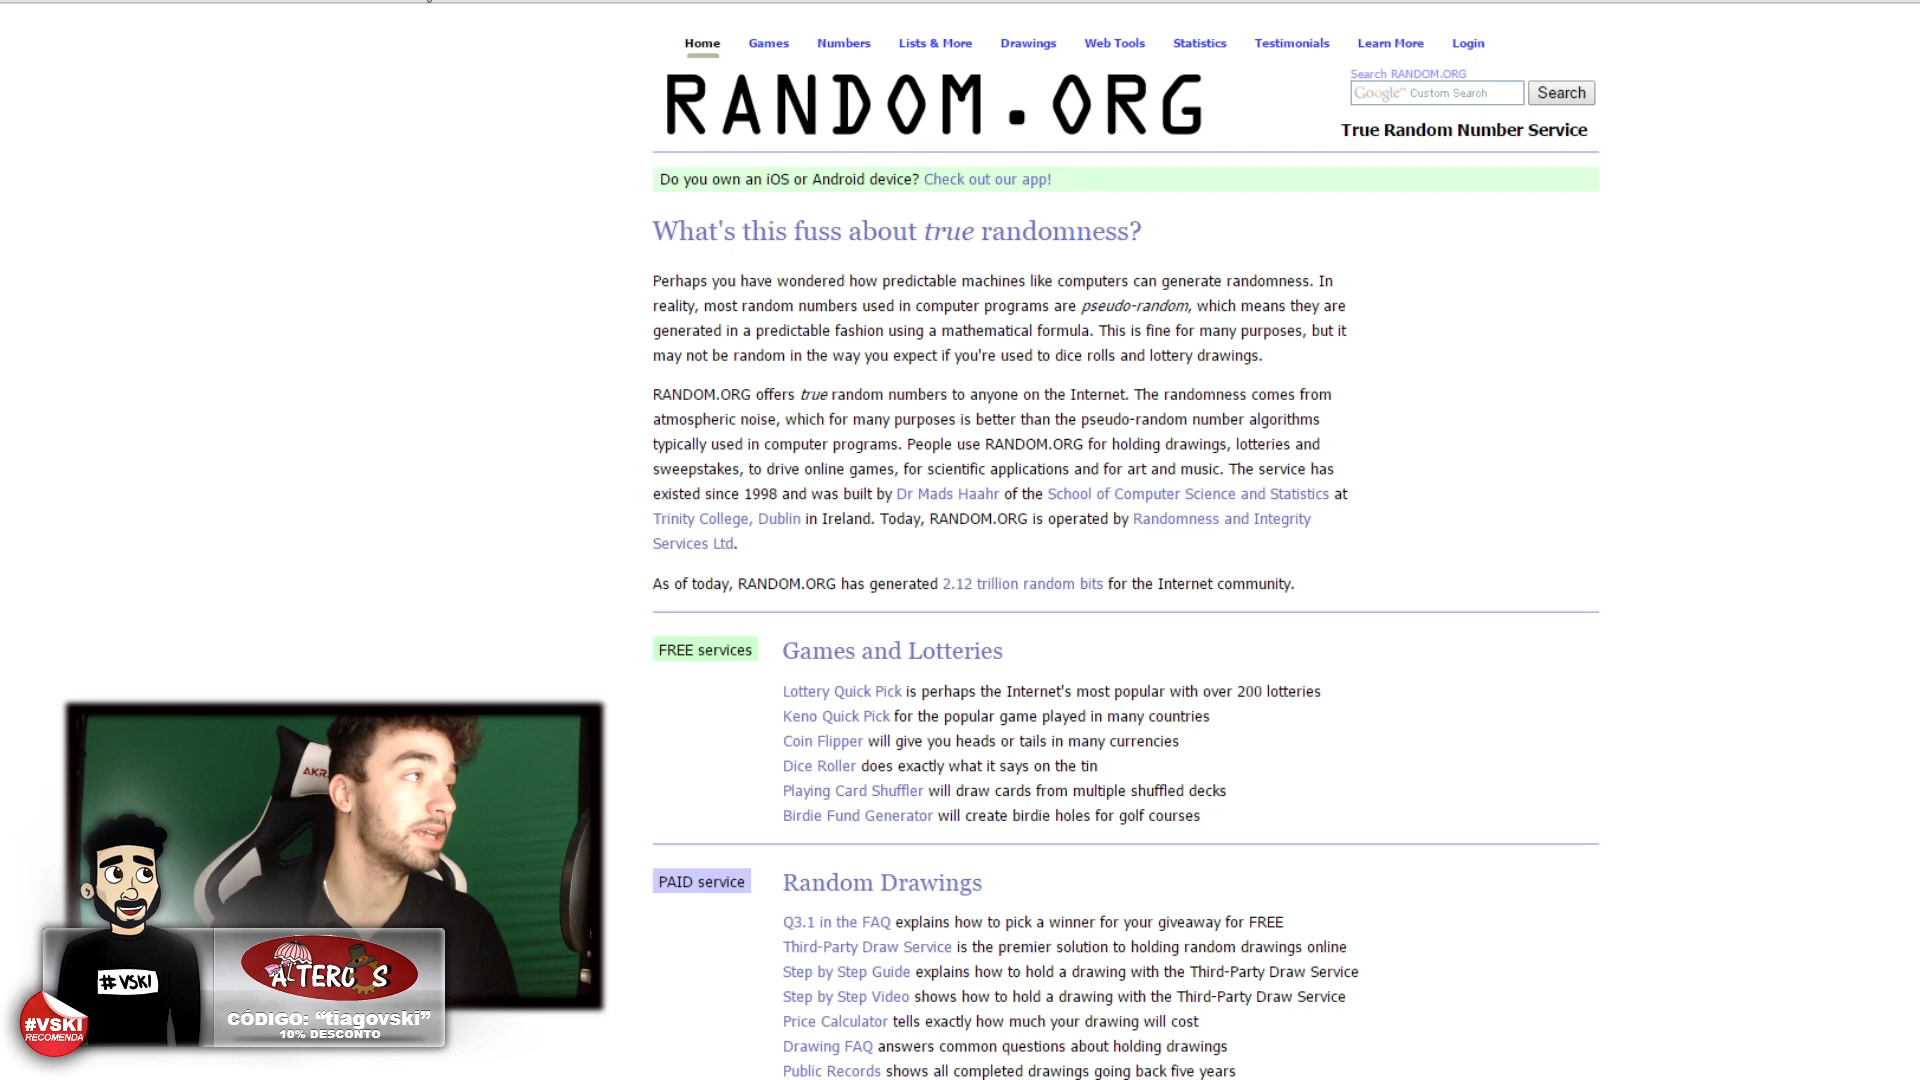 Home Games Numbers Lists & More Drawings Web Tools Statistics Testimonials Learn More Login
RANDOM.ORG
Search RANDOM.ORG
Google™ Custom Search
Search
True Random Number Service
Do you own an iOS or Android device? Check out our app!
What's this fuss about true randomness?
Perhaps you have wondered how predictable machines like computers can generate randomness. In
reality, most random numbers used in computer programs are pseudo-random, which means they are
generated in a predictable fashion using a mathematical formula. This is fine for many purposes, but it
may not be random in the way you expect if you're used to dice rolls and lottery drawings.
RANDOM.ORG offers true random numbers to anyone on the Internet. The randomness comes from
atmospheric noise, which for many purposes is better than the pseudo-random number algorithms
typically used in computer programs. People use RANDOM.ORG for holding drawings, lotteries and
sweepstakes, to drive online games, for scientific applications and for art and music. The service has
existed since 1998 and was built by Dr Mads Haahr of the School of Computer Science and Statistics at
Trinity College, Dublin in Ireland. Today, RANDOM.ORG is operated by Randomness and Integrity
Services Ltd.
As of today, RANDOM.ORG has generated 2.12 trillion random bits for the Internet community.
FREE services
Games and Lotteries
Lottery Quick Pick is perhaps the Internet's most popular with over 200 lotteries
Keno Quick Pick for the popular game played in many countries
Coin Flipper will give you heads or tails in many currencies
Dice Roller does exactly what it says on the tin
Playing Card Shuffler will draw cards from multiple shuffled decks
Birdie Fund Generator will create birdie holes for golf courses
PAID service
Random Drawings
Q3.1 in the FAQ explains how to pick a winner for your giveaway for FREE
Third-Party Draw Service is the premier solution to holding random drawings online
Step by Step Guide explains how to hold a drawing with the Third-Party Draw Service
Step by Step Video shows how to hold a drawing with the Third-Party Draw Service
Price Calculator tells exactly how much your drawing will cost
Drawing FAQ answers common questions about holding drawings
Public Records shows all completed drawings going back five years
#VSKI
ALTERCOS
CÓDIGO: “tiagovski”
10% DESCONTO
#VSKI
RECOMENDA